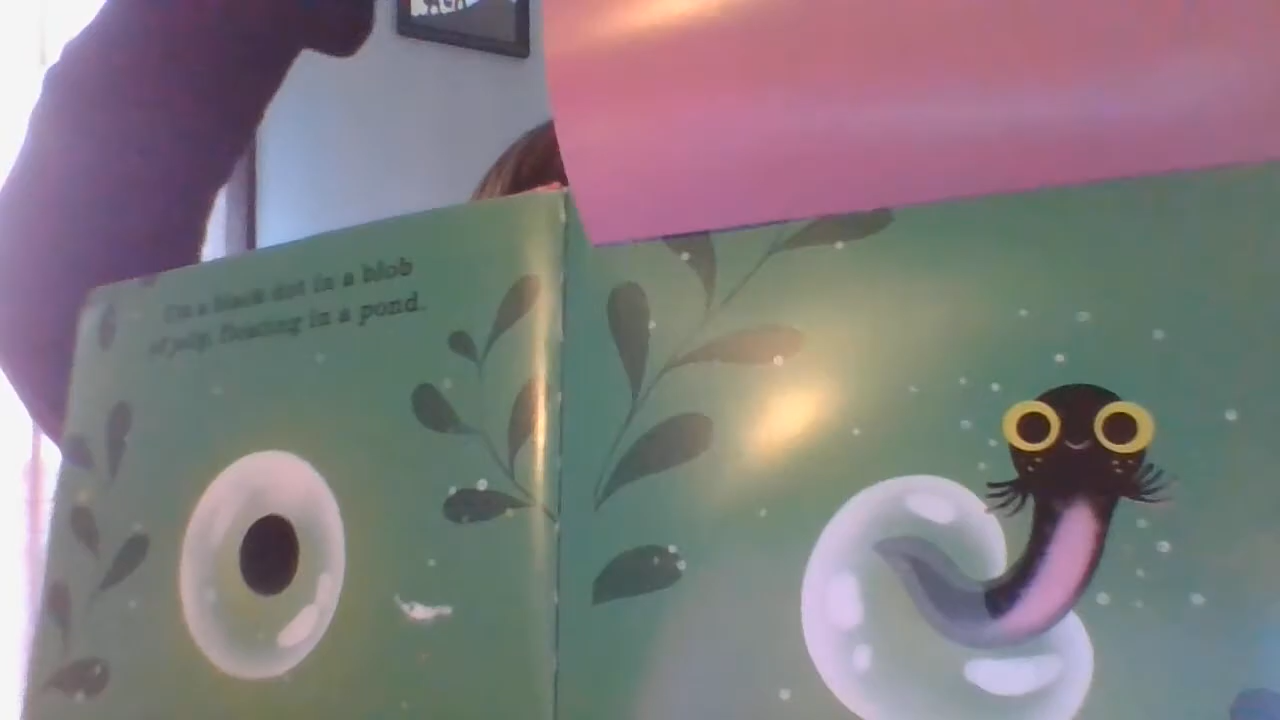 I'm a black dot in a blob
of jelly, floating in a pond.